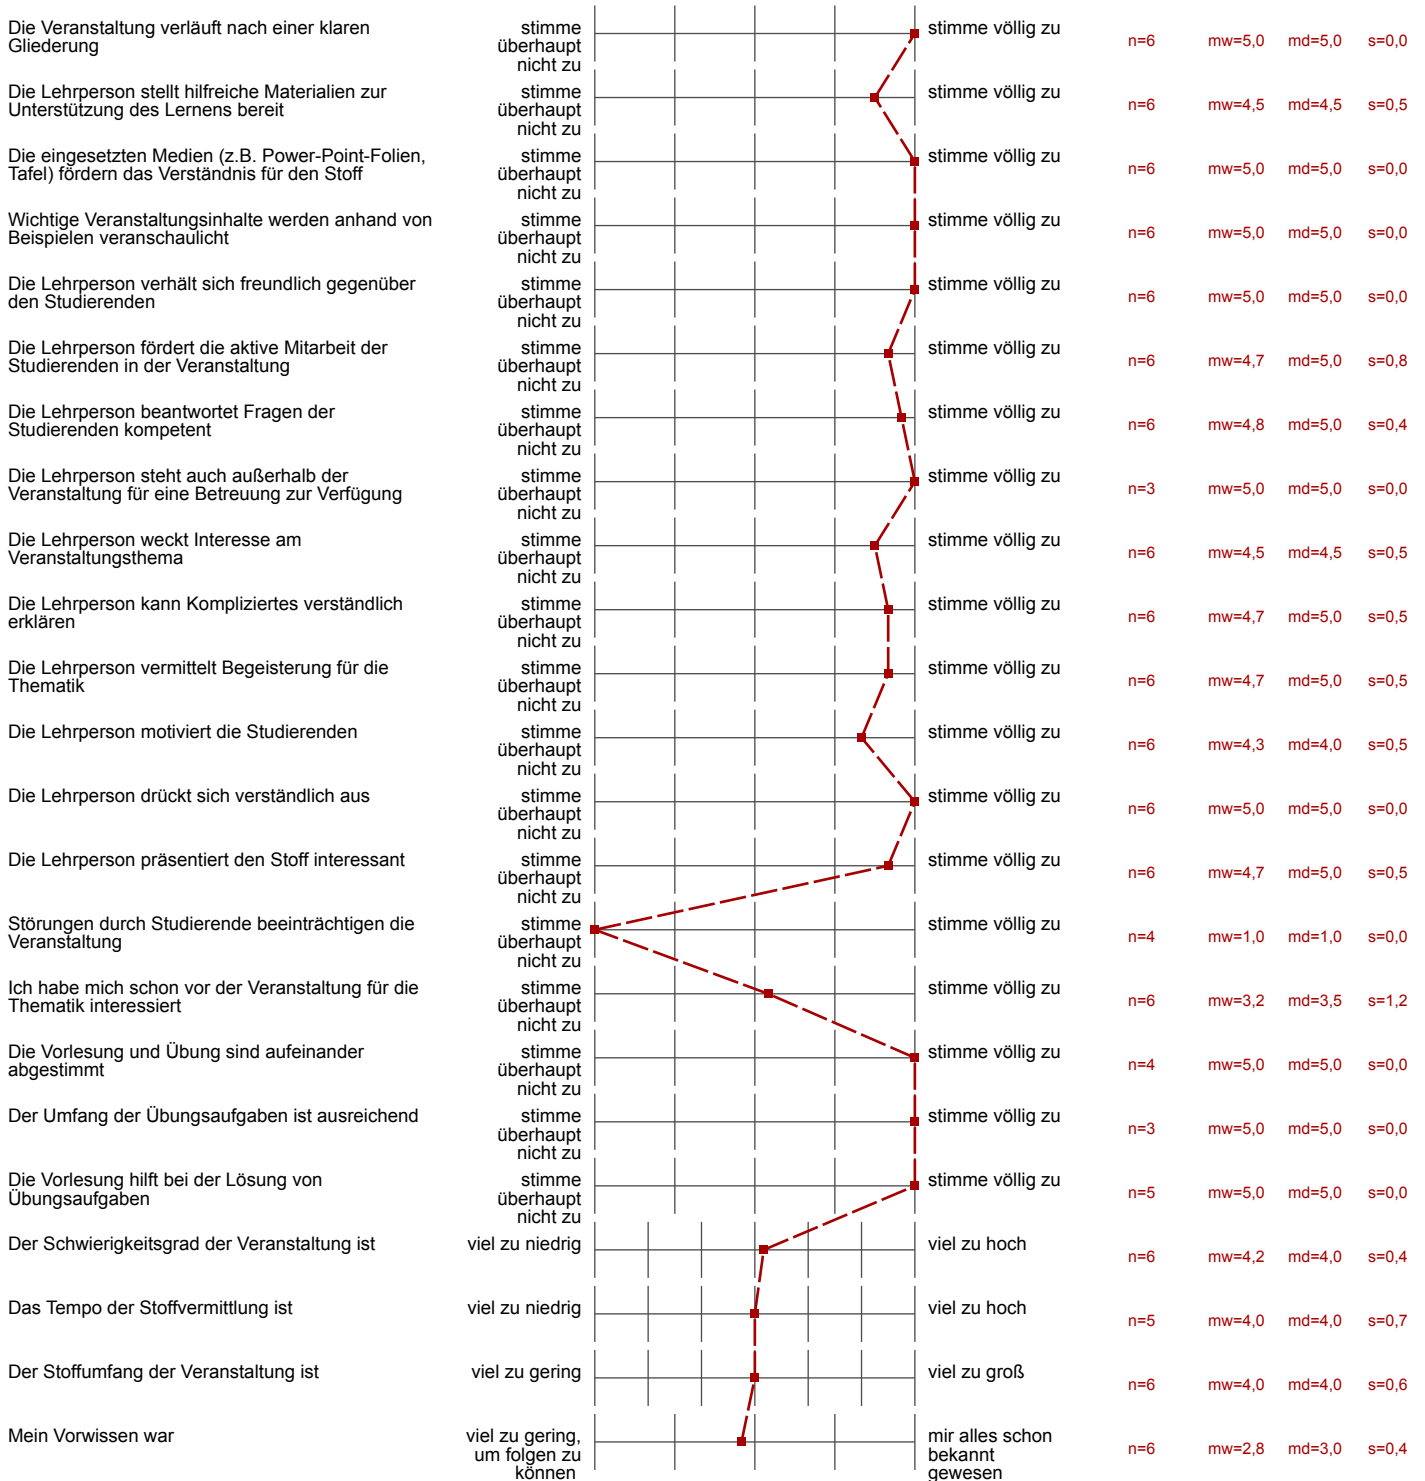 Die Veranstaltung verläuft nach einer klaren
Gliederung
stimme
überhaupt
nicht zu
stimme völlig zu
n=6 mw=5,0 md=5,0 s=0,0
Die Lehrperson stellt hilfreiche Materialien zur
Unterstützung des Lernens bereit
stimme
überhaupt
nicht zu
stimme völlig zu
n=6 mw=4,5 md=4,5 s=0,5
Die eingesetzten Medien (z.B. Power-Point-Folien,
Tafel) fördern das Verständnis für den Stoff
stimme
überhaupt
nicht zu
stimme völlig zu
n=6 mw=5,0 md=5,0 s=0,0
Wichtige Veranstaltungsinhalte werden anhand von
Beispielen veranschaulicht
stimme
überhaupt
nicht zu
stimme völlig zu
n=6 mw=5,0 md=5,0 s=0,0
Die Lehrperson verhält sich freundlich gegenüber
den Studierenden
stimme
überhaupt
nicht zu
stimme völlig zu
n=6 mw=5,0 md=5,0 s=0,0
Die Lehrperson fördert die aktive Mitarbeit der
Studierenden in der Veranstaltung
stimme
überhaupt
nicht zu
stimme völlig zu
n=6 mw=4,7 md=5,0 s=0,8
Die Lehrperson beantwortet Fragen der
Studierenden kompetent
stimme
überhaupt
nicht zu
stimme völlig zu
n=6 mw=4,8 md=5,0 s=0,4
Die Lehrperson steht auch außerhalb der
Veranstaltung für eine Betreuung zur Verfügung
stimme
überhaupt
nicht zu
stimme völlig zu
n=3 mw=5,0 md=5,0 s=0,0
Die Lehrperson weckt Interesse am
Veranstaltungsthema
stimme
überhaupt
nicht zu
stimme völlig zu
n=6 mw=4,5 md=4,5 s=0,5
Die Lehrperson kann Kompliziertes verständlich
erklären
stimme
überhaupt
nicht zu
stimme völlig zu
n=6 mw=4,7 md=5,0 s=0,5
Die Lehrperson vermittelt Begeisterung für die
Thematik
stimme
überhaupt
nicht zu
stimme völlig zu
n=6 mw=4,7 md=5,0 s=0,5
Die Lehrperson motiviert die Studierenden
stimme
überhaupt
nicht zu
stimme völlig zu
n=6 mw=4,3 md=4,0 s=0,5
Die Lehrperson drückt sich verständlich aus
stimme
überhaupt
nicht zu
stimme völlig zu
n=6 mw=5,0 md=5,0 s=0,0
Die Lehrperson präsentiert den Stoff interessant
stimme
überhaupt
nicht zu
stimme völlig zu
n=6 mw=4,7 md=5,0 s=0,5
Störungen durch Studierende beeinträchtigen die
Veranstaltung
stimme
überhaupt
nicht zu
stimme völlig zu
n=4 mw=1,0 md=1,0 s=0,0
Ich habe mich schon vor der Veranstaltung für die
Thematik interessiert
stimme
überhaupt
nicht zu
stimme völlig zu
n=6 mw=3,2 md=3,5 s=1,2
Die Vorlesung und Übung sind aufeinander
abgestimmt
stimme
überhaupt
nicht zu
stimme völlig zu
n=4 mw=5,0 md=5,0 s=0,0
Der Umfang der Übungsaufgaben ist ausreichend
stimme
überhaupt
nicht zu
stimme völlig zu
n=3 mw=5,0 md=5,0 s=0,0
Die Vorlesung hilft bei der Lösung von
Übungsaufgaben
stimme
überhaupt
nicht zu
stimme völlig zu
n=5 mw=5,0 md=5,0 s=0,0
Der Schwierigkeitsgrad der Veranstaltung ist
viel zu niedrig
viel zu hoch
n=6 mw=4,2 md=4,0 s=0,4
Das Tempo der Stoffvermittlung ist
viel zu niedrig
viel zu hoch
n=5 mw=4,0 md=4,0 s=0,7
Der Stoffumfang der Veranstaltung ist
viel zu gering
viel zu groß
n=6 mw=4,0 md=4,0 s=0,6
Mein Vorwissen war
viel zu gering,
um folgen zu
können
mir alles schon
bekannt
gewesen
n=6 mw=2,8 md=3,0 s=0,4